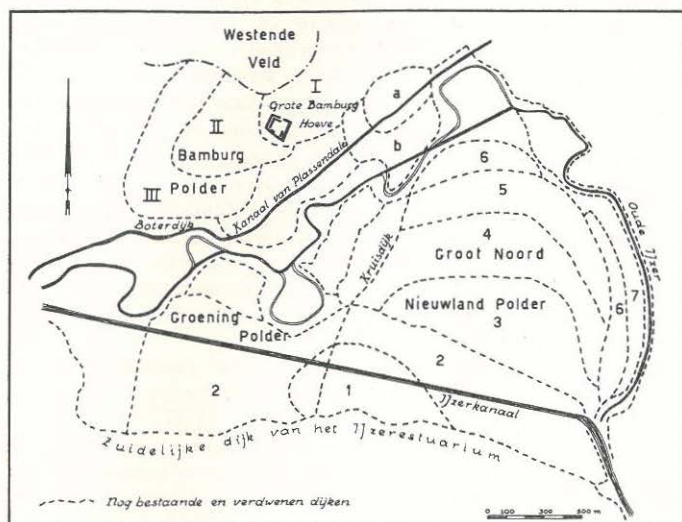 Westende
Veld
I
Grote Bamburg
Hoeve
a
II
b
Bamburg
6
III
Polder
5
Kanaal van Plassendale
Boterdijk
Oude IJzer
Kruisdijk
4
Groot Noord
Nieuwland Polder
3
7
6
Groening
Polder
2
2
1
IJzerkanaal
Zuidelijke dijk van het IJzerestuarium
Nog bestaande en verdwenen dijken
0 100 300 500 m